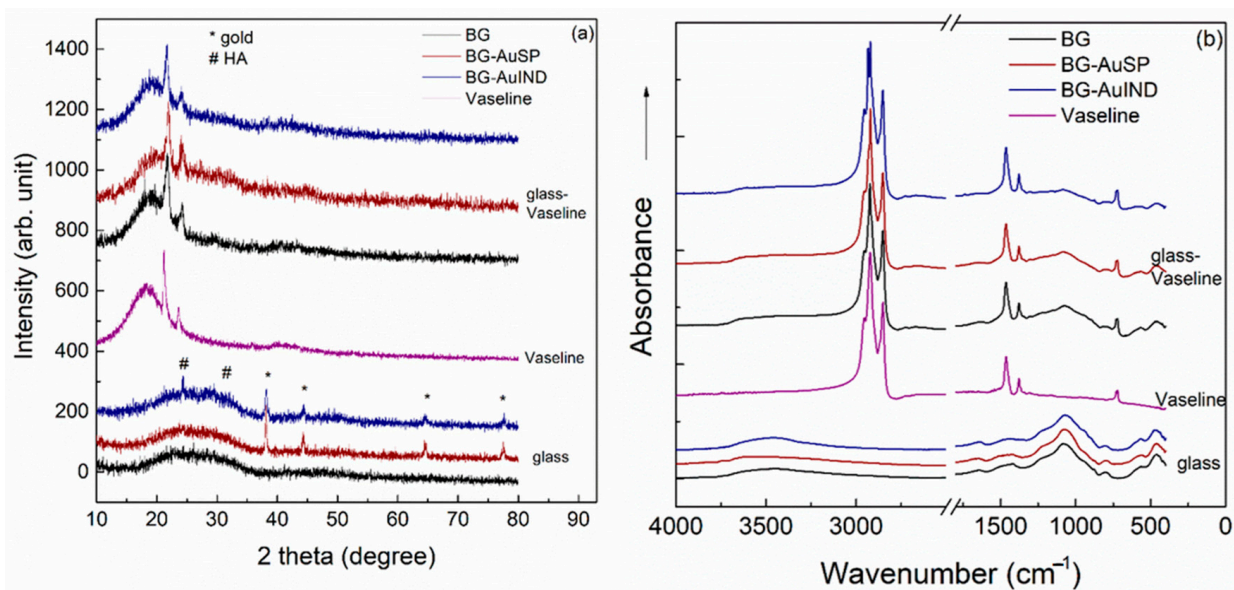 * gold
# HA
BG
BG-AuSP
BG-AuIND
Vaseline
(a)
1400
1200
1000
800
600
400
200
0
Intensity (arb. unit)
glass-
Vaseline
Vaseline
glass
#
#
*
*
*
*
10 20 30 40 50 60 70 80 90
2 theta (degree)
(b)
BG
BG-AuSP
BG-AuIND
Vaseline
Absorbance
glass-
Vaseline
Vaseline
glass
4000 3500 3000 1500 1000 500 0
Wavenumber (cm⁻¹)